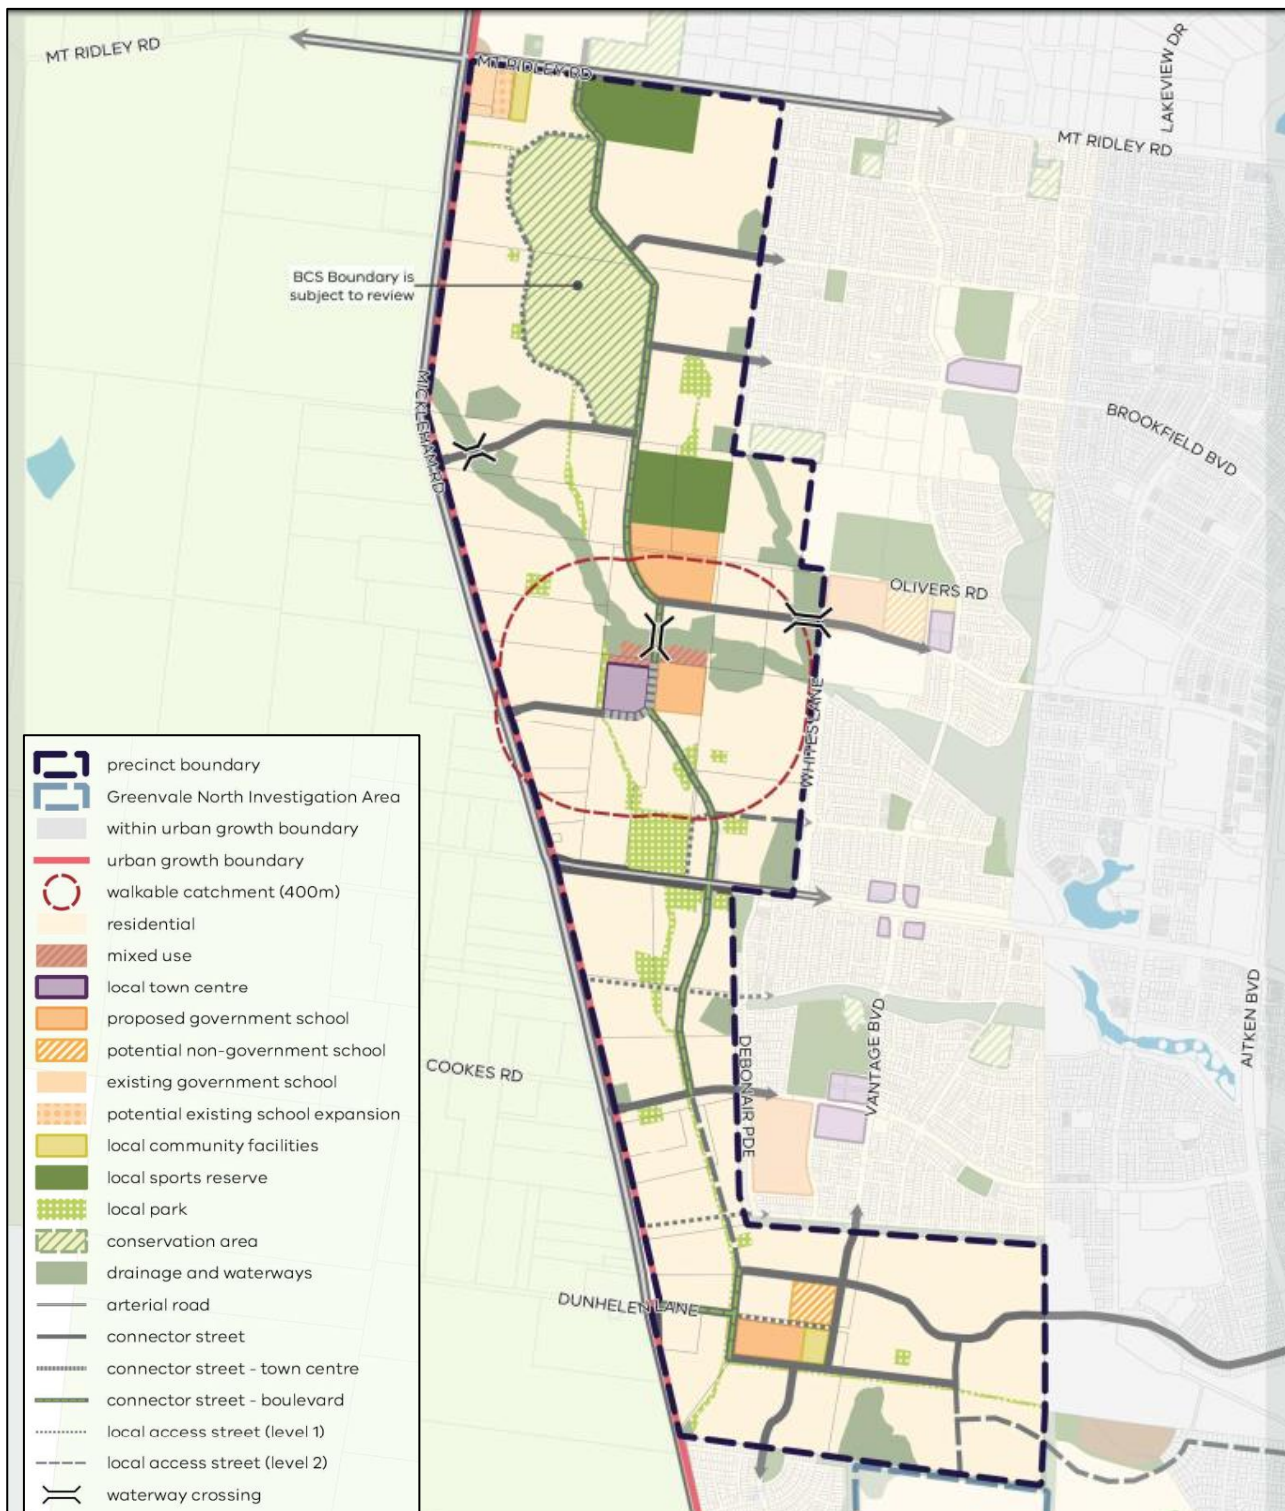 MT RIDLEY RD
MT RIDLEY RD
LAKEVIEW DR
MT RIDLEY RD
BCS Boundary is
subject to review
MICKLEHAM RD
BROOKFIELD BVD
OLIVERS RD
WHITES LANE
COOKES RD
DEBONAIR PDE
VANTAGE BVD
AITKEN BVD
DUNHELEN LANE
precinct boundary
Greenvale North Investigation Area
within urban growth boundary
urban growth boundary
walkable catchment (400m)
residential
mixed use
local town centre
proposed government school
potential non-government school
existing government school
potential existing school expansion
local community facilities
local sports reserve
local park
conservation area
drainage and waterways
arterial road
connector street
connector street - town centre
connector street - boulevard
local access street (level 1)
local access street (level 2)
waterway crossing